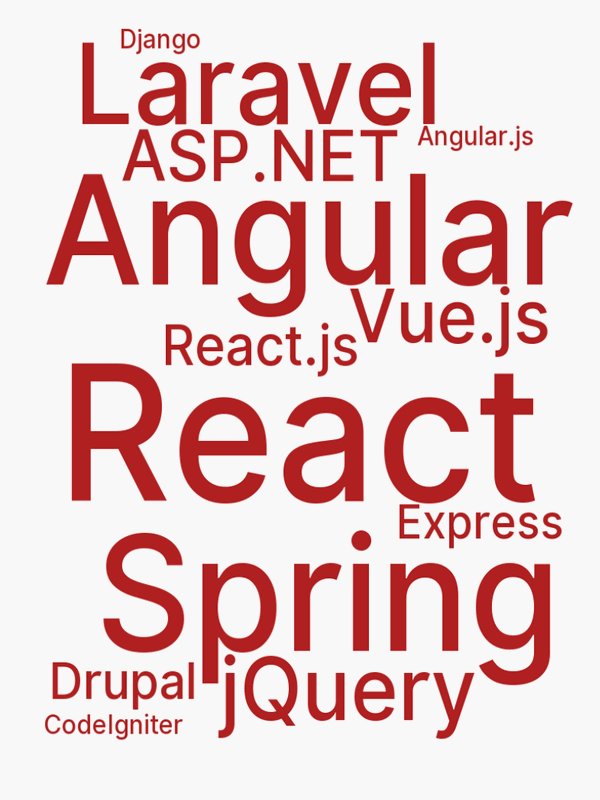 Django
Laravel
ASP.NET
Angular.js
Angular
Vue.js
React.js
React
Express
Spring
Drupal
jQuery
CodeIgniter